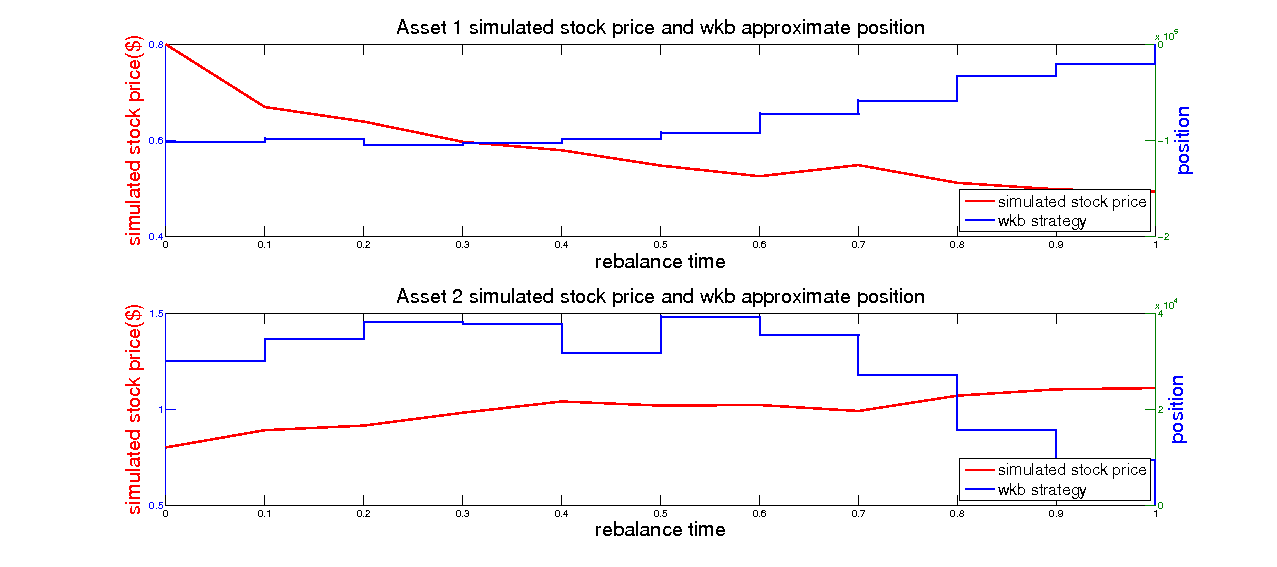 Asset 1 simulated stock price and wkb approximate position
x 10^5
simulated stock price($)
0.8
0.6
0.4
0
-1
-2
position
simulated stock price
wkb strategy
0 0.1 0.2 0.3 0.4 0.5 0.6 0.7 0.8 0.9 1
rebalance time
Asset 2 simulated stock price and wkb approximate position
x 10^4
simulated stock price($)
1.5
1
0.5
4
2
0
position
simulated stock price
wkb strategy
0 0.1 0.2 0.3 0.4 0.5 0.6 0.7 0.8 0.9 1
rebalance time